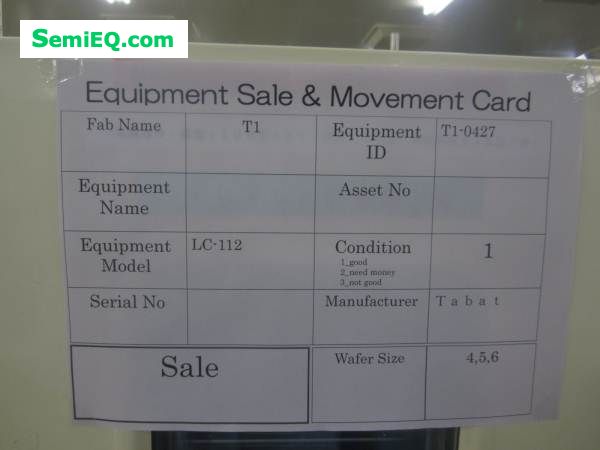 SemiEQ.com
Equipment Sale & Movement Card
Fab Name T1 Equipment ID T1-0427
Equipment Name Asset No
Equipment Model LC-112 Condition 1
1_good
2_need money
3_not good
Serial No Manufacturer Tabat
Sale Wafer Size 4,5,6